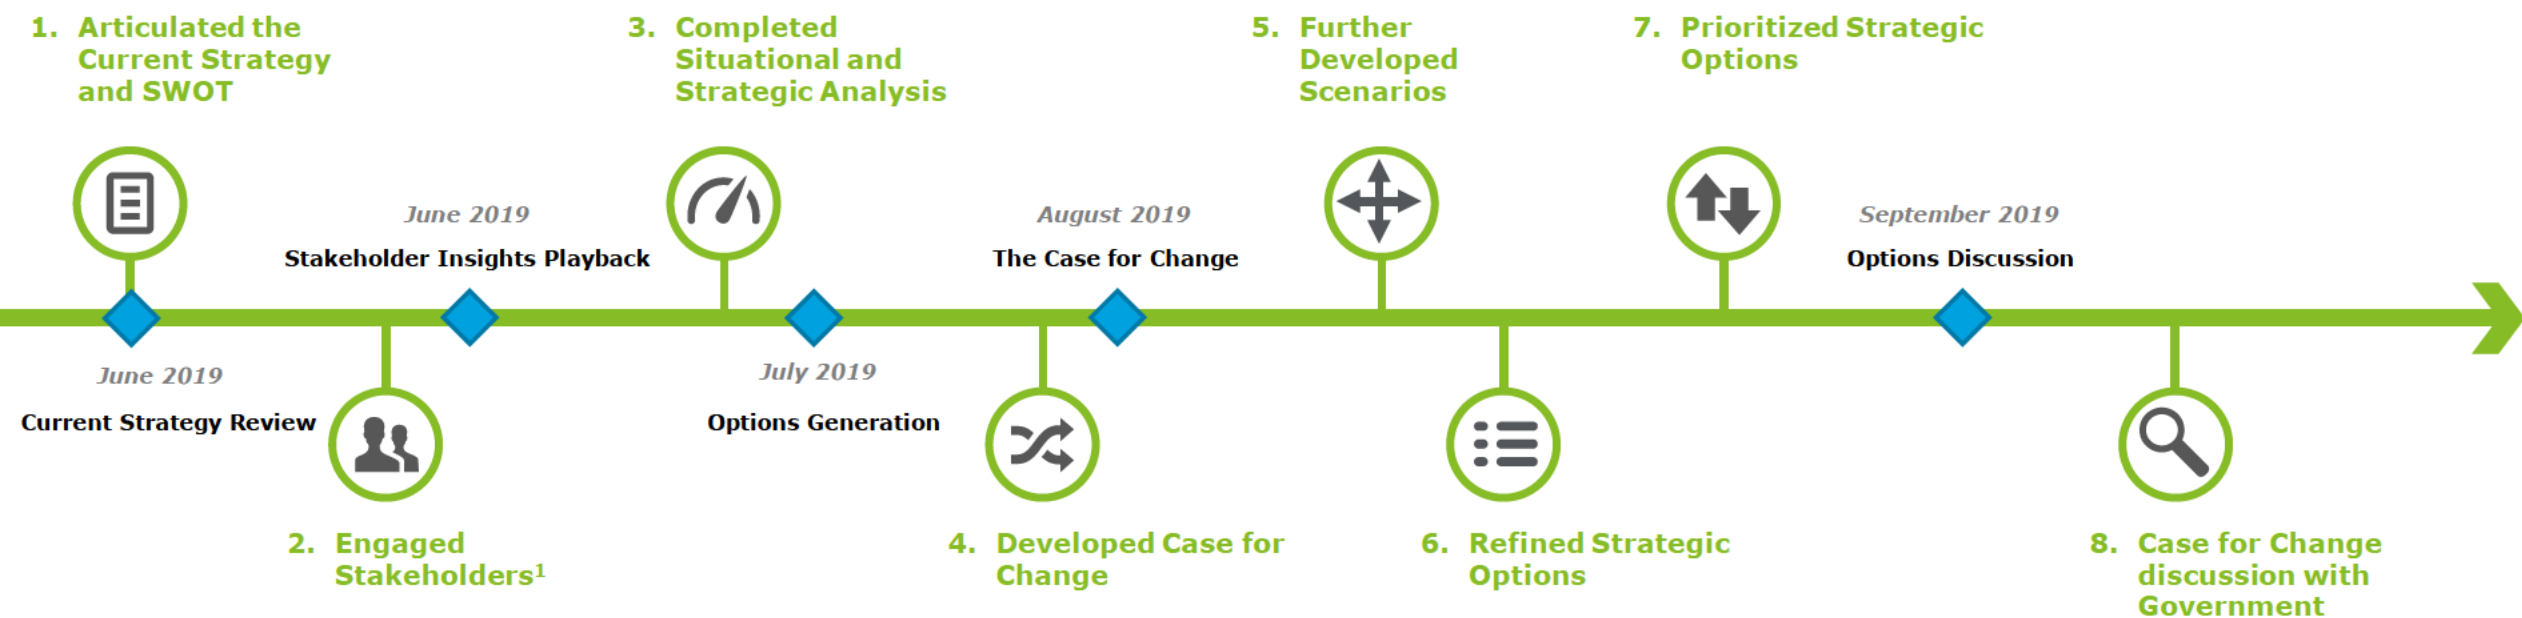 1. Articulated the
Current Strategy
and SWOT
3. Completed
Situational and
Strategic Analysis
5. Further
Developed
Scenarios
7. Prioritized Strategic
Options
June 2019
Stakeholder Insights Playback
August 2019
The Case for Change
September 2019
Options Discussion
June 2019
Current Strategy Review
July 2019
Options Generation
2. Engaged
Stakeholders¹
4. Developed Case for
Change
6. Refined Strategic
Options
8. Case for Change
discussion with
Government